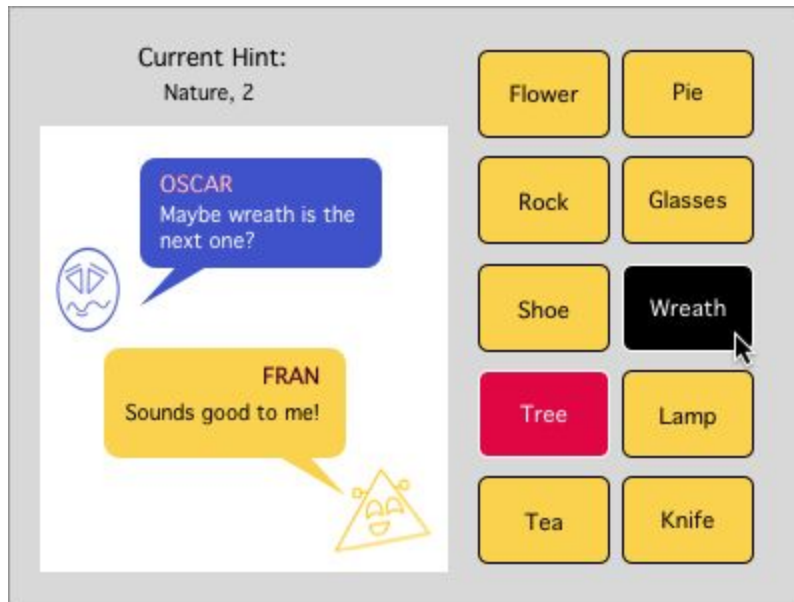 Current Hint:
Nature, 2
OSCAR
Maybe wreath is the
next one?
FRAN
Sounds good to me!
Flower
Pie
Rock
Glasses
Shoe
Wreath
Tree
Lamp
Tea
Knife